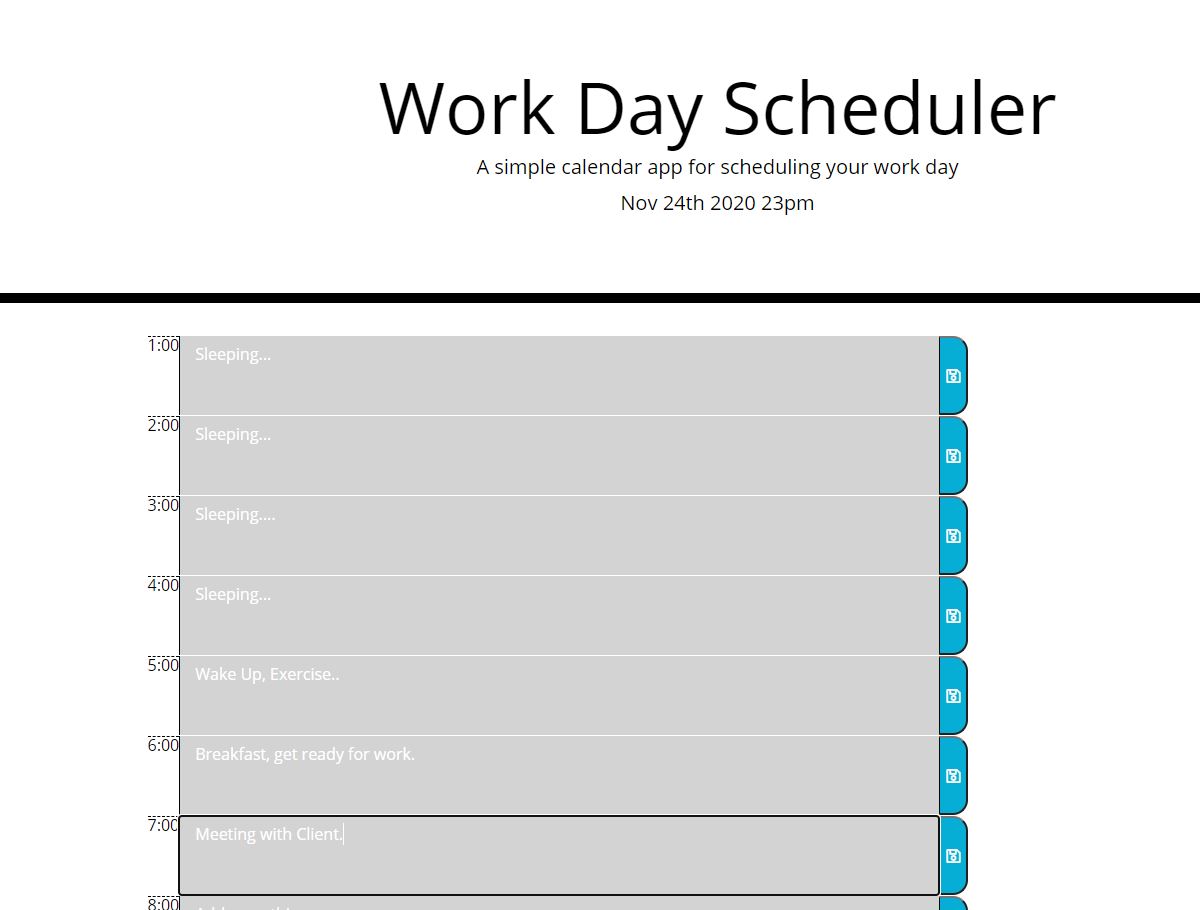 Work Day Scheduler
A simple calendar app for scheduling your work day
Nov 24th 2020 23pm
1:00
Sleeping...
2:00
Sleeping...
3:00
Sleeping....
4:00
Sleeping...
5:00
Wake Up, Exercise..
6:00
Breakfast, get ready for work.
7:00
Meeting with Client.
8:00